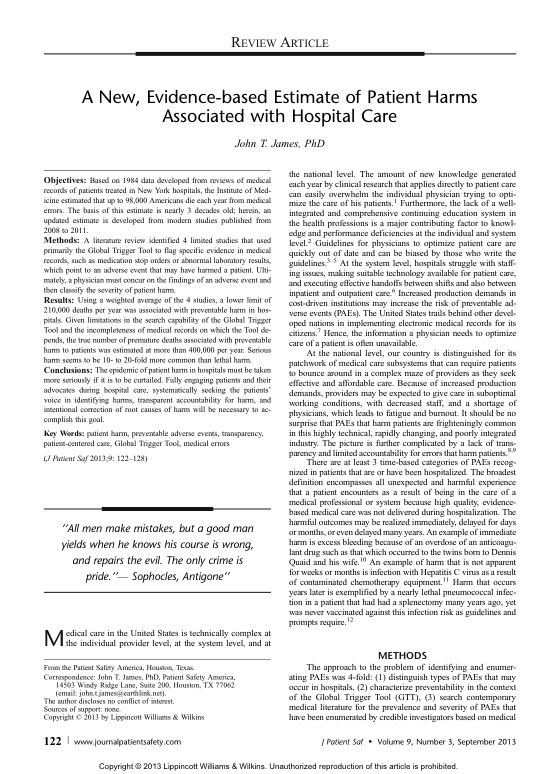 REVIEW ARTICLE
A New, Evidence-based Estimate of Patient Harms
Associated with Hospital Care
John T. James, PhD
Objectives: Based on 1984 data developed from reviews of medical
records of patients treated in New York hospitals, the Institute of Med-
icine estimated that up to 98,000 Americans die each year from medical
errors. The basis of this estimate is nearly 3 decades old; herein, an
updated estimate is developed from modern studies published from
2008 to 2011.
Methods: A literature review identified 4 limited studies that used
primarily the Global Trigger Tool to flag specific evidence in medical
records, such as medication stop orders or abnormal laboratory results,
which point to an adverse event that may have harmed a patient. Ulti-
mately, a physician must concur on the findings of an adverse event and
then classify the severity of patient harm.
Results: Using a weighted average of the 4 studies, a lower limit of
210,000 deaths per year was associated with preventable harm in hos-
pitals. Given limitations in the search capability of the Global Trigger
Tool and the incompleteness of medical records on which the Tool de-
pends, the true number of premature deaths associated with preventable
harm to patients was estimated at more than 400,000 per year. Serious
harm seems to be 10- to 20-fold more common than lethal harm.
Conclusions: The epidemic of patient harm in hospitals must be taken
more seriously if it is to be curtailed. Fully engaging patients and their
advocates during hospital care, systematically seeking the patients'
voice in identifying harms, transparent accountability for harm, and
intentional correction of root causes of harm will be necessary to ac-
complish this goal.
Key Words: patient harm, preventable adverse events, transparency,
patient-centered care, Global Trigger Tool, medical errors
(J Patient Saf 2013;9: 122–128)
‘‘All men make mistakes, but a good man
yields when he knows his course is wrong,
and repairs the evil. The only crime is
pride.’’— Sophocles, Antigone’’
Medical care in the United States is technically complex at
the individual provider level, at the system level, and at
From the Patient Safety America, Houston, Texas.
Correspondence: John T. James, PhD, Patient Safety America,
14503 Windy Ridge Lane, Suite 200, Houston, TX 77062
(email: john.t.james@earthlink.net).
The author discloses no conflict of interest.
Sources of support: none.
Copyright © 2013 by Lippincott Williams & Wilkins
the national level. The amount of new knowledge generated
each year by clinical research that applies directly to patient care
can easily overwhelm the individual physician trying to opti-
mize the care of his patients.1 Furthermore, the lack of a well-
integrated and comprehensive continuing education system in
the health professions is a major contributing factor to knowl-
edge and performance deficiencies at the individual and system
level.2 Guidelines for physicians to optimize patient care are
quickly out of date and can be biased by those who write the
guidelines.3–5 At the system level, hospitals struggle with staff-
ing issues, making suitable technology available for patient care,
and executing effective handoffs between shifts and also between
inpatient and outpatient care.6 Increased production demands in
cost-driven institutions may increase the risk of preventable ad-
verse events (PAEs). The United States trails behind other devel-
oped nations in implementing electronic medical records for its
citizens.7 Hence, the information a physician needs to optimize
care of a patient is often unavailable.
At the national level, our country is distinguished for its
patchwork of medical care subsystems that can require patients
to bounce around in a complex maze of providers as they seek
effective and affordable care. Because of increased production
demands, providers may be expected to give care in suboptimal
working conditions, with decreased staff, and a shortage of
physicians, which leads to fatigue and burnout. It should be no
surprise that PAEs that harm patients are frighteningly common
in this highly technical, rapidly changing, and poorly integrated
industry. The picture is further complicated by a lack of trans-
parency and limited accountability for errors that harm patients.8,9
There are at least 3 time-based categories of PAEs recog-
nized in patients that are or have been hospitalized. The broadest
definition encompasses all unexpected and harmful experience
that a patient encounters as a result of being in the care of a
medical professional or system because high quality, evidence-
based medical care was not delivered during hospitalization. The
harmful outcomes may be realized immediately, delayed for days
or months, or even delayed many years. An example of immediate
harm is excess bleeding because of an overdose of an anticoagu-
lant drug such as that which occurred to the twins born to Dennis
Quaid and his wife.10 An example of harm that is not apparent
for weeks or months is infection with Hepatitis C virus as a result
of contaminated chemotherapy equipment.11 Harm that occurs
years later is exemplified by a nearly lethal pneumococcal infec-
tion in a patient that had had a splenectomy many years ago, yet
was never vaccinated against this infection risk as guidelines and
prompts require.12
METHODS
The approach to the problem of identifying and enumer-
ating PAEs was 4-fold: (1) distinguish types of PAEs that may
occur in hospitals, (2) characterize preventability in the context
of the Global Trigger Tool (GTT), (3) search contemporary
medical literature for the prevalence and severity of PAEs that
have been enumerated by credible investigators based on medical
122 | www.journalpatientsafety.com
J Patient Saf • Volume 9, Number 3, September 2013
Copyright © 2013 Lippincott Williams & Wilkins. Unauthorized reproduction of this article is prohibited.